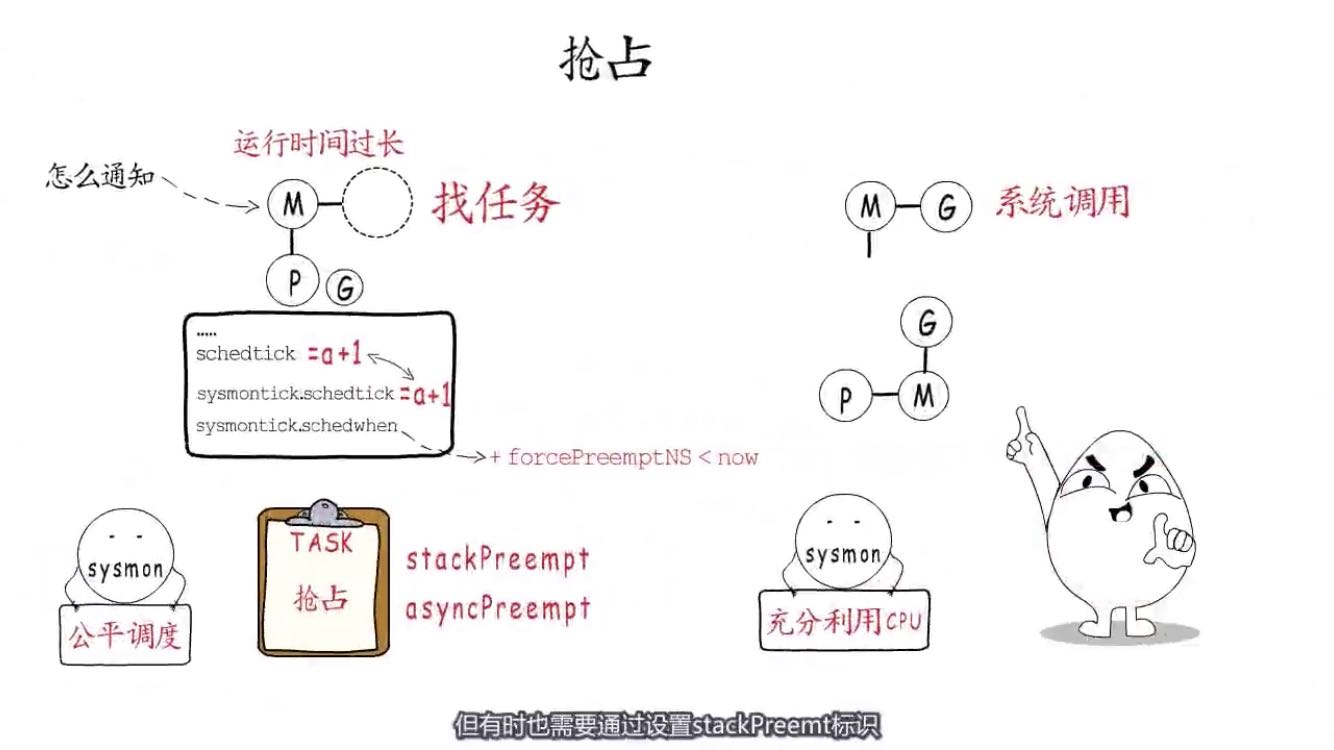 抢占
运行时间过长
怎么通知
M
找任务
P
G
.....
schedtick =a+1
sysmontick.schedtick =a+1
sysmontick.schedwhen
+ forcePreemptNS < now
sysmon
公平调度
TASK
抢占
stackPreempt
asyncPreempt
M
G
系统调用
G
P
M
sysmon
充分利用CPU
但有时也需要通过设置stackPreemt标识